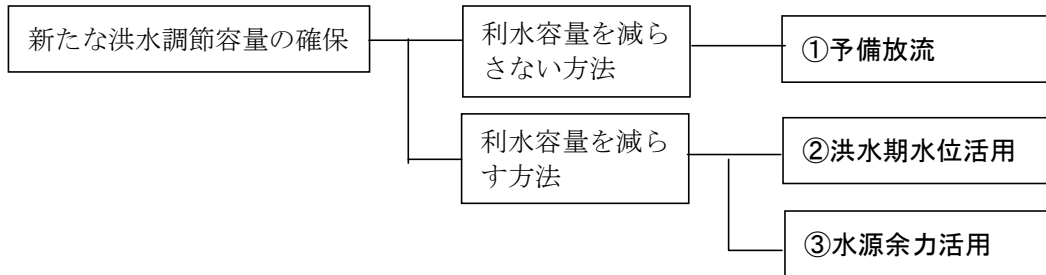 新たな洪水調節容量の確保
利水容量を減ら
さない方法
①予備放流
利水容量を減ら
す方法
②洪水期水位活用
③水源余力活用